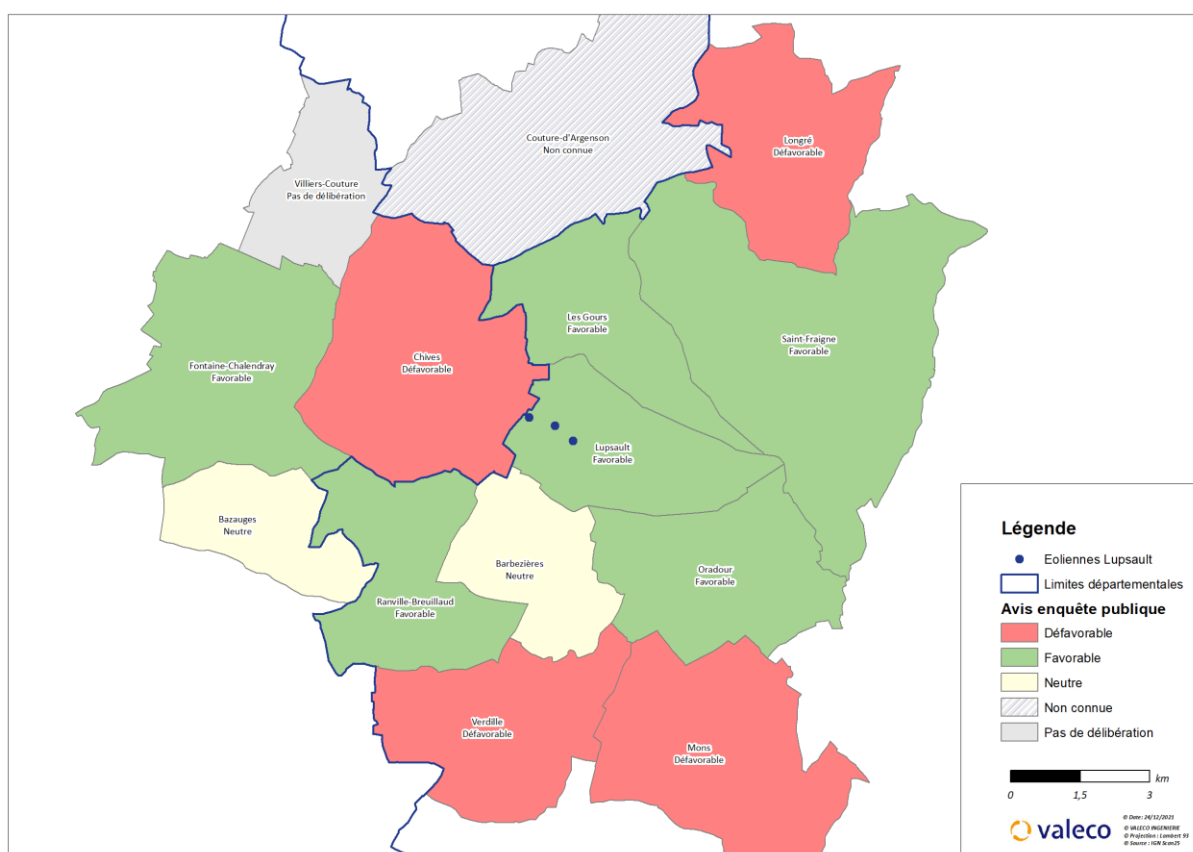 Longré
Défavorable
Couture-d'Argenson
Non connue
Villiers-Couture
Pas de délibération
Les Gours
Favorable
Saint-Fraigne
Favorable
Chives
Défavorable
Fontaine-Chalendray
Favorable
Lupsault
Favorable
Bazauges
Neutre
Barbezières
Neutre
Oradour
Favorable
Ranville-Breuillaud
Favorable
Verdille
Défavorable
Mons
Défavorable
Légende
Eoliennes Lupsault
Limites départementales
Avis enquête publique
Défavorable
Favorable
Neutre
Non connue
Pas de délibération
km
0 1,5 3
valeco
© Date: 24/12/2021
© VALECO INGENIERIE
© Projection : Lambert 93
© Source : IGN Scan25